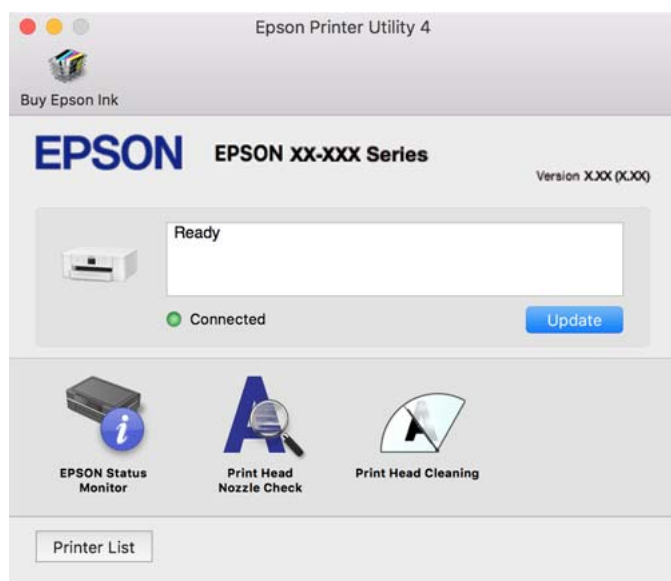 Epson Printer Utility 4
Buy Epson Ink
EPSON
EPSON XX-XXX Series
Version X.XX (X.XX)
Ready
Connected
Update
EPSON Status
Monitor
Print Head
Nozzle Check
Print Head Cleaning
Printer List